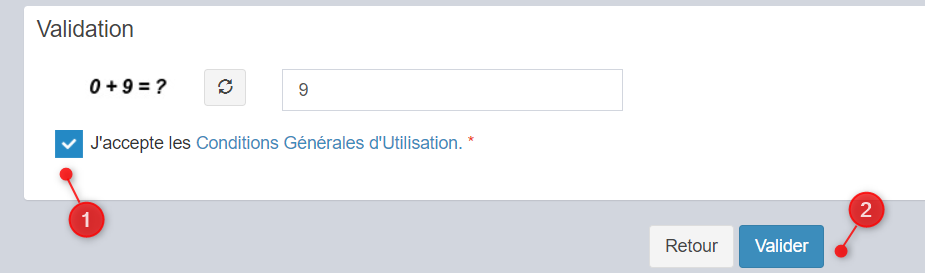 Validation
0 + 9 = ?
9
J'accepte les Conditions Générales d'Utilisation. *
1
2
Retour
Valider